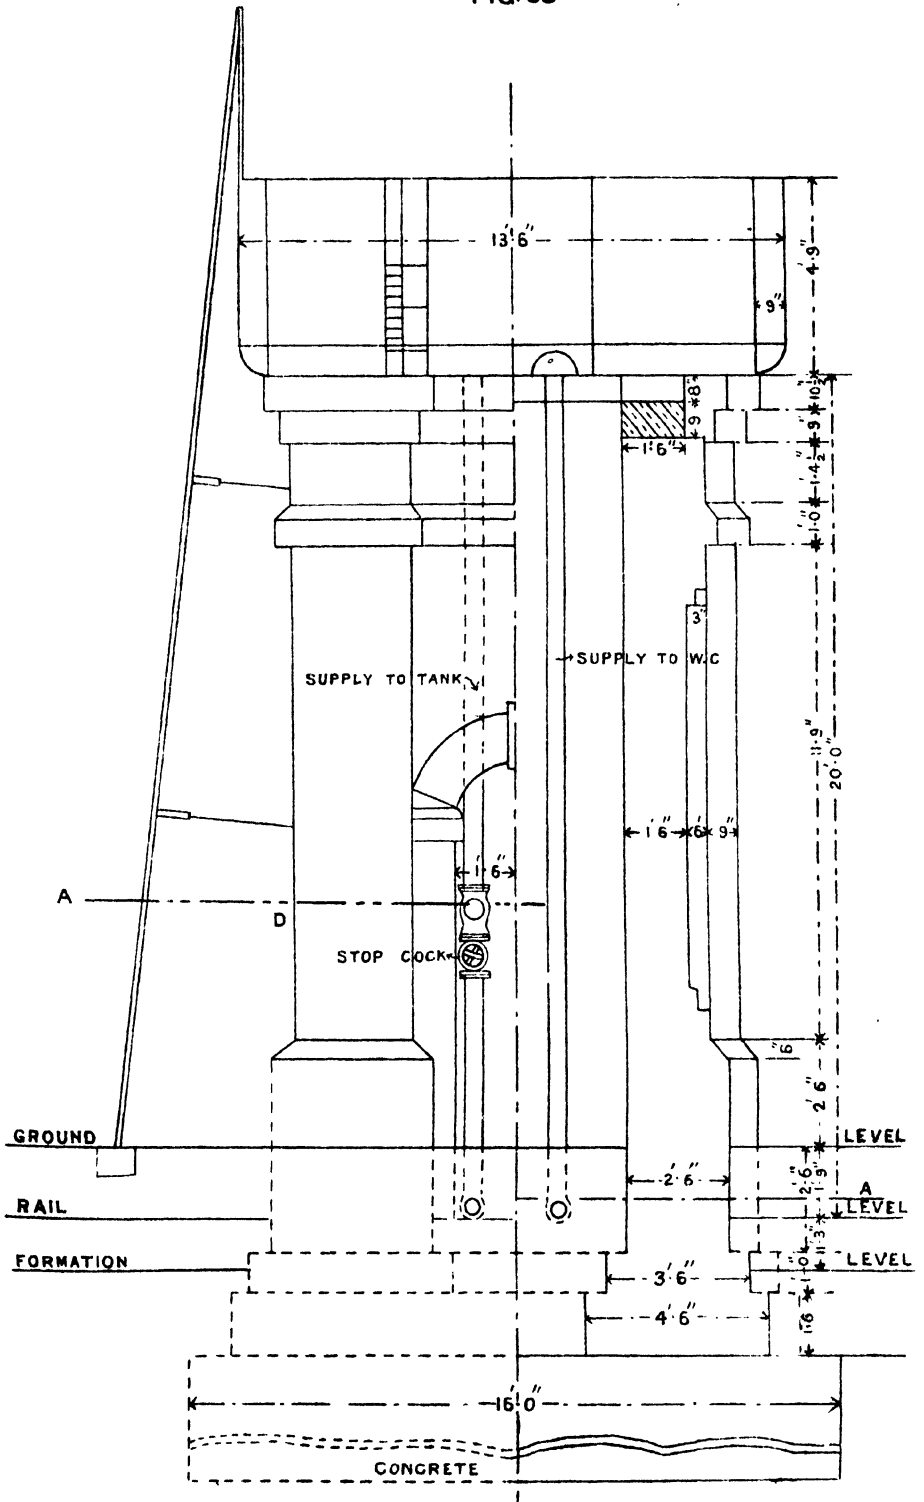 13'6"
4'.9"
9"
8"
10½"
9
9"
1'6"
1'.4½"
1'.0"
3"
SUPPLY TO W.C
SUPPLY TO TANK
11'.9"
20'.0"
1'6"
6"
9"
1'.6"
A
D
STOP COCK
6"
2'6"
GROUND
LEVEL
2'.6"
2'6"
1'.9"
A
RAIL
LEVEL
FORMATION
LEVEL
3'.6"
1'.0"
4'.6"
1'.6
16'.0"
CONCRETE